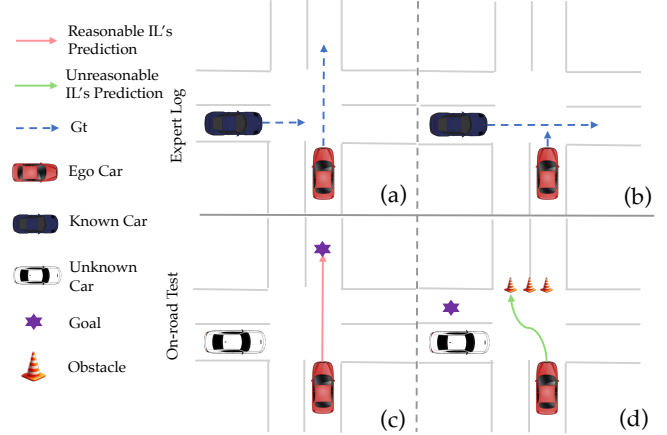 Reasonable IL's
Prediction
Unreasonable
IL's Prediction
Gt
Ego Car
Known Car
Unknown
Car
Goal
Obstacle
Expert Log
(a)
(b)
On-road Test
(c)
(d)